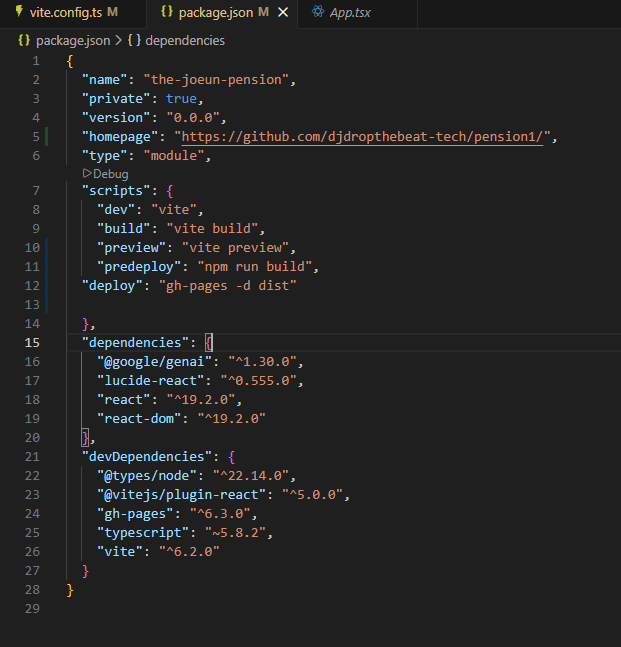 vite.config.ts M package.json M App.tsx
package.json > dependencies
1 {
2 "name": "the-joeun-pension",
3 "private": true,
4 "version": "0.0.0",
5 "homepage": "https://github.com/djdropthebeat-tech/pension1/",
6 "type": "module",
Debug
7 "scripts": {
8 "dev": "vite",
9 "build": "vite build",
10 "preview": "vite preview",
11 "predeploy": "npm run build",
12 "deploy": "gh-pages -d dist"
13
14 },
15 "dependencies": {
16 "@google/genai": "^1.30.0",
17 "lucide-react": "^0.555.0",
18 "react": "^19.2.0",
19 "react-dom": "^19.2.0"
20 },
21 "devDependencies": {
22 "@types/node": "^22.14.0",
23 "@vitejs/plugin-react": "^5.0.0",
24 "gh-pages": "^6.3.0",
25 "typescript": "~5.8.2",
26 "vite": "^6.2.0"
27 }
28 }
29